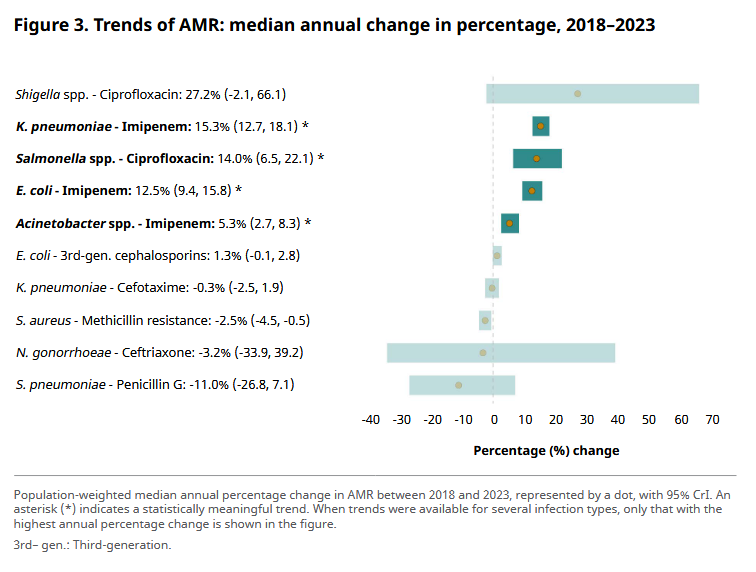 Figure 3. Trends of AMR: median annual change in percentage, 2018–2023
Shigella spp. - Ciprofloxacin: 27.2% (-2.1, 66.1)
K. pneumoniae - Imipenem: 15.3% (12.7, 18.1) *
Salmonella spp. - Ciprofloxacin: 14.0% (6.5, 22.1) *
E. coli - Imipenem: 12.5% (9.4, 15.8) *
Acinetobacter spp. - Imipenem: 5.3% (2.7, 8.3) *
E. coli - 3rd-gen. cephalosporins: 1.3% (-0.1, 2.8)
K. pneumoniae - Cefotaxime: -0.3% (-2.5, 1.9)
S. aureus - Methicillin resistance: -2.5% (-4.5, -0.5)
N. gonorrhoeae - Ceftriaxone: -3.2% (-33.9, 39.2)
S. pneumoniae - Penicillin G: -11.0% (-26.8, 7.1)
-40 -30 -20 -10 0 10 20 30 40 50 60 70
Percentage (%) change
Population-weighted median annual percentage change in AMR between 2018 and 2023, represented by a dot, with 95% CrI. An
asterisk (*) indicates a statistically meaningful trend. When trends were available for several infection types, only that with the
highest annual percentage change is shown in the figure.
3rd– gen.: Third-generation.